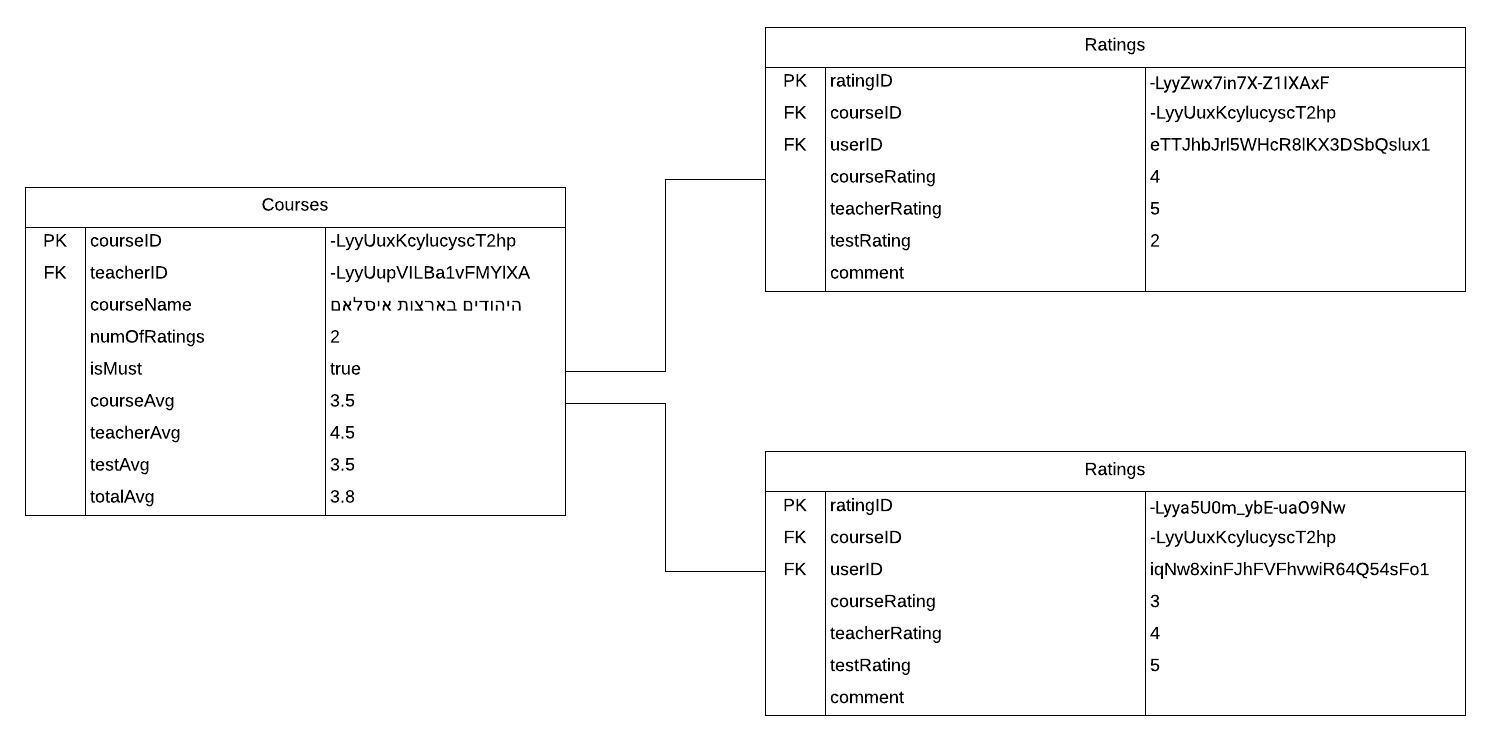 Courses
PK courseID -LyyUuxKcylucyscT2hp
FK teacherID -LyyUupVILBa1vFMYlXA
courseName היהודים בארצות איסלאם
numOfRatings 2
isMust true
courseAvg 3.5
teacherAvg 4.5
testAvg 3.5
totalAvg 3.8
Ratings
PK ratingID -LyyZwx7in7X-Z1IXAxF
FK courseID -LyyUuxKcylucyscT2hp
FK userID eTTJhbJrl5WHcR8lKX3DSbQslux1
courseRating 4
teacherRating 5
testRating 2
comment
Ratings
PK ratingID -Lyya5U0m_ybE-uaO9Nw
FK courseID -LyyUuxKcylucyscT2hp
FK userID iqNw8xinFJhFVFhvwiR64Q54sFo1
courseRating 3
teacherRating 4
testRating 5
comment